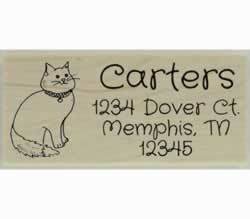 Carters
1234 Dover Ct.
Memphis, TN
12345